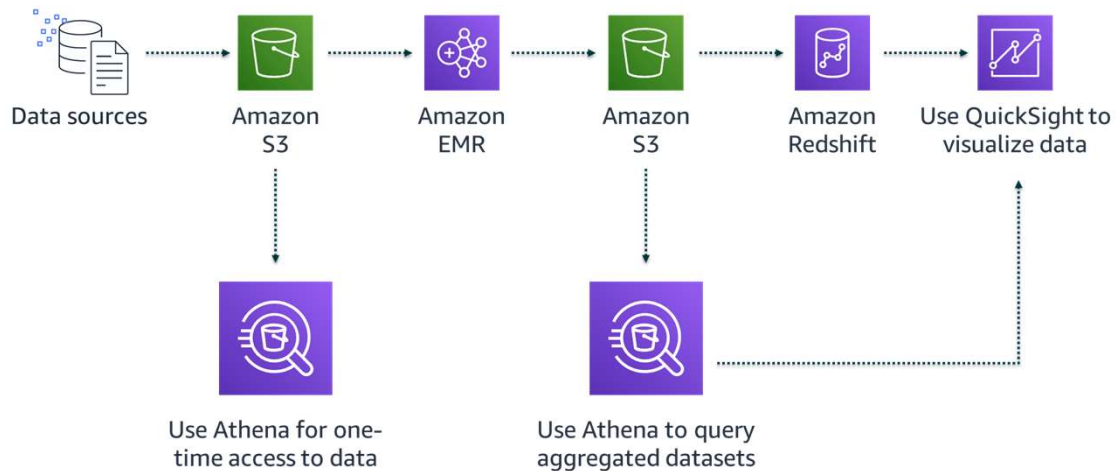 Data sources
Amazon
S3
Amazon
EMR
Amazon
S3
Amazon
Redshift
Use QuickSight to
visualize data
Use Athena for one-
time access to data
Use Athena to query
aggregated datasets